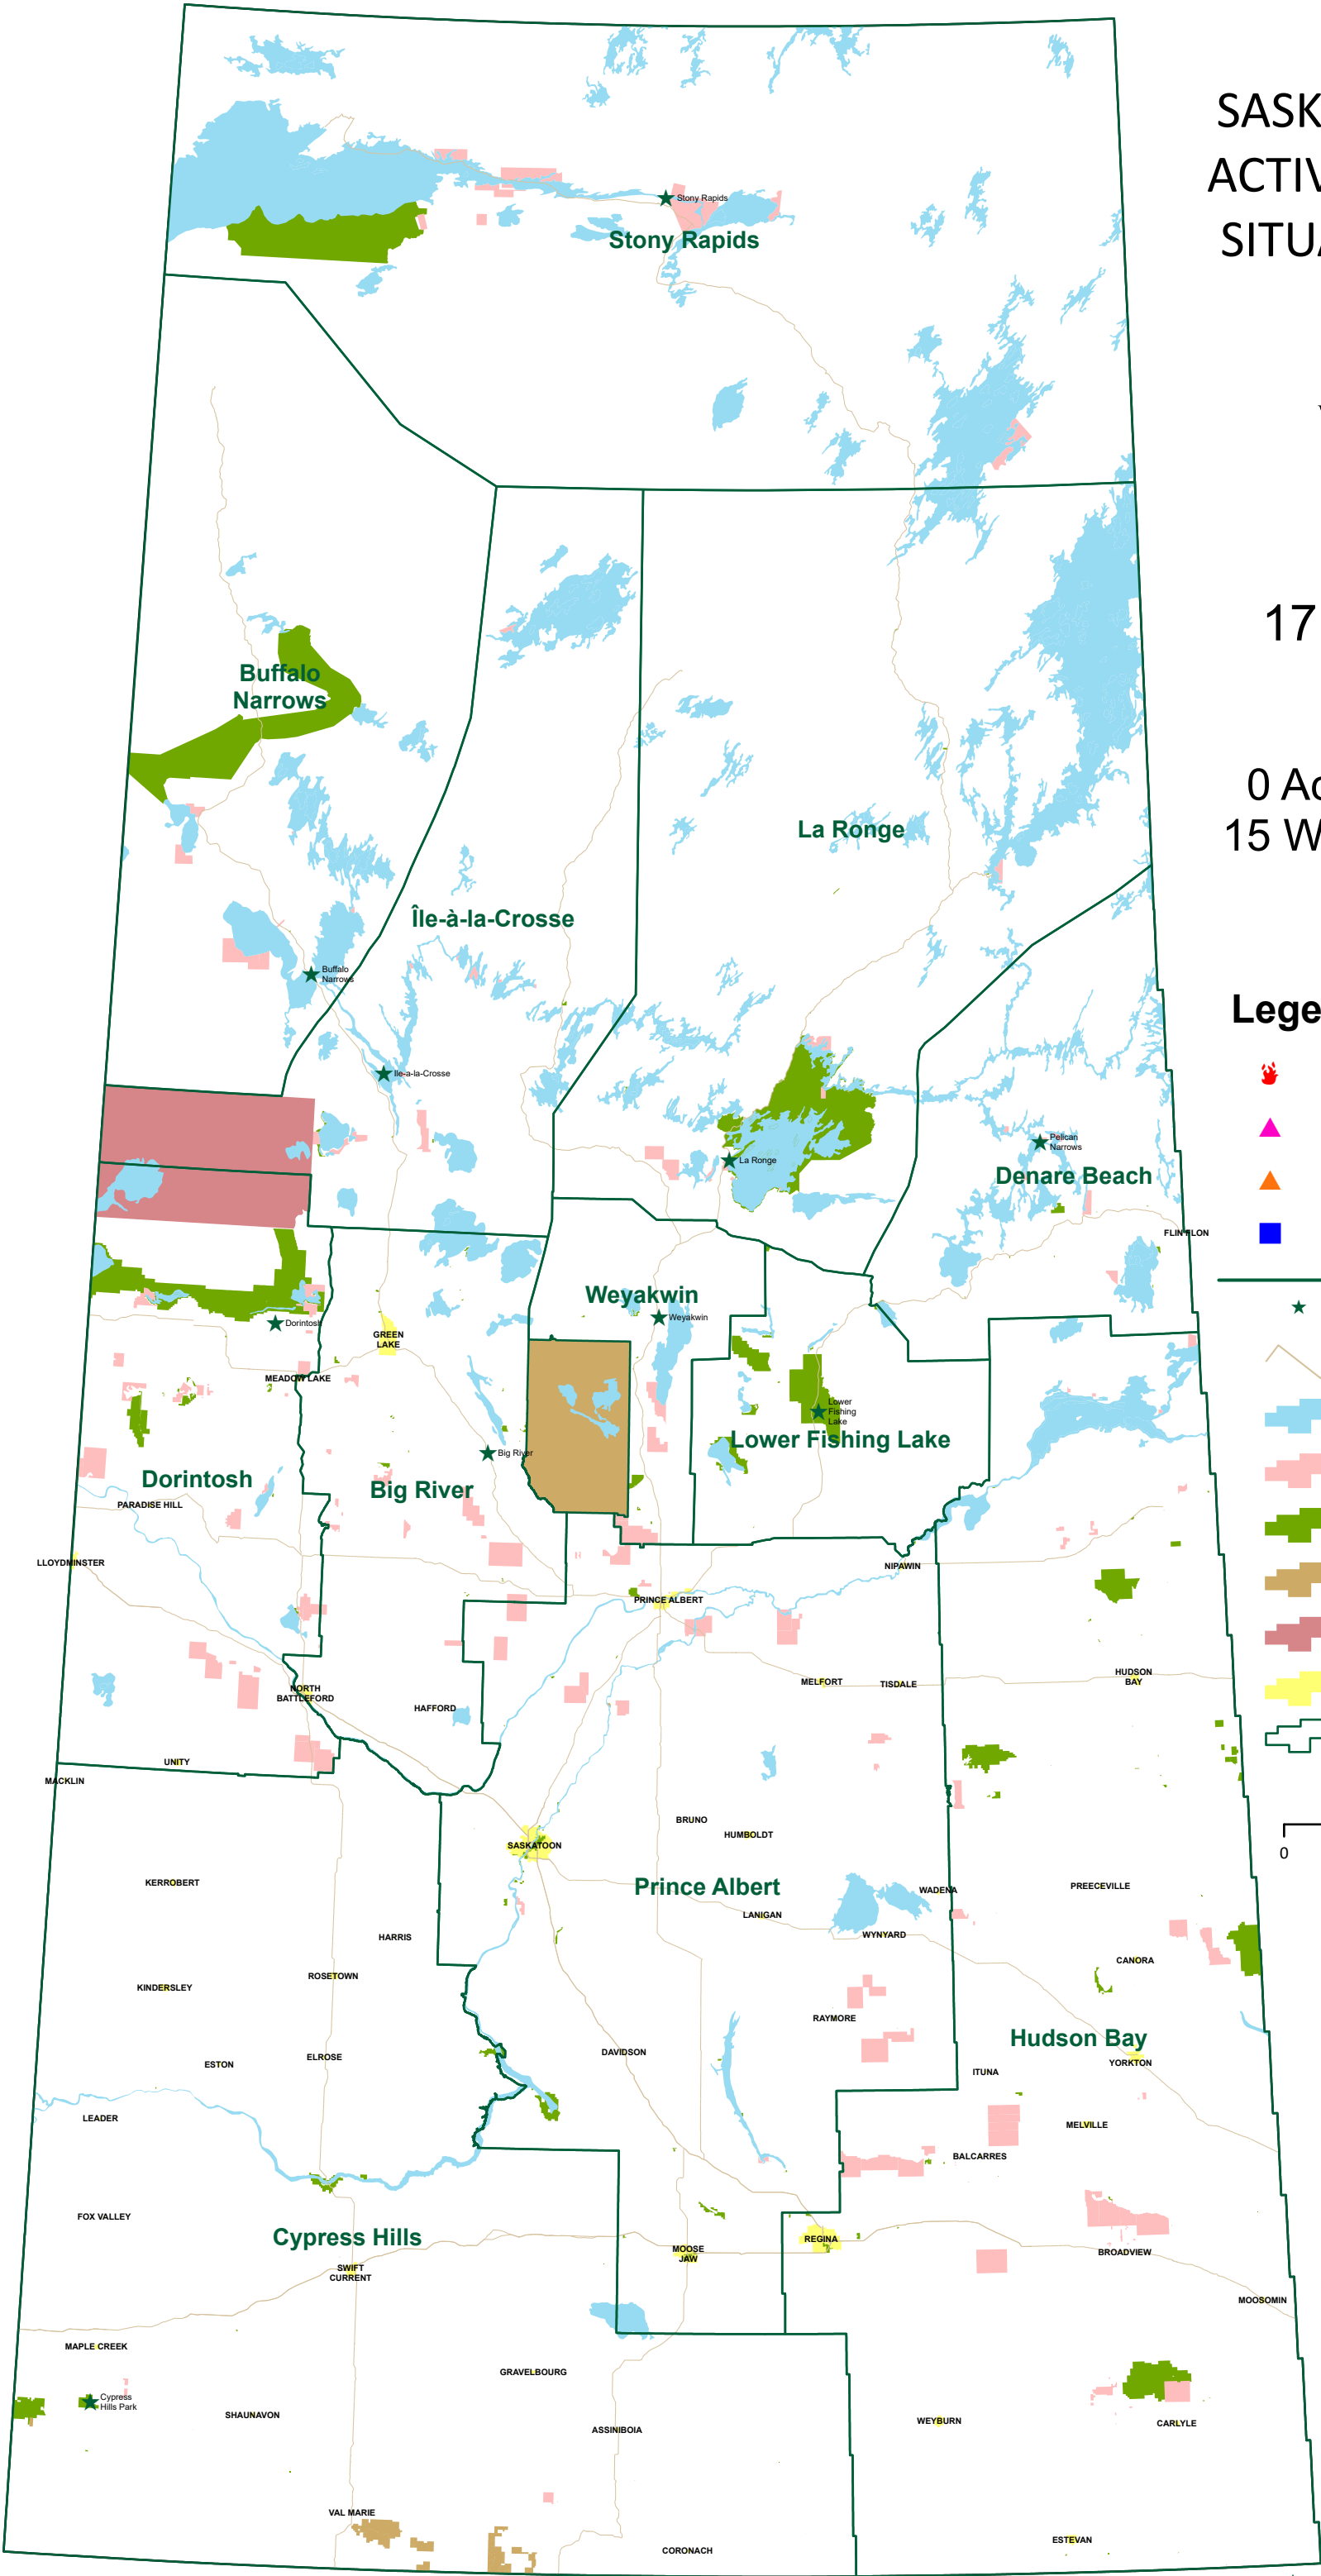 SASK
ACTIV
SITUA
17
0 Ac
15 W
Lege
0
Stony Rapids
Stony Rapids
Buffalo
Narrows
La Ronge
Île-à-la-Crosse
Buffalo
Narrows
Ile-a-la-Crosse
Pelican
Narrows
La Ronge
Denare Beach
FLIN FLON
Weyakwin
Weyakwin
Dorintosh
GREEN
LAKE
MEADOW LAKE
Lower
Fishing
Lake
Lower Fishing Lake
Big River
Dorintosh
Big River
PARADISE HILL
LLOYDMINSTER
NIPAWIN
PRINCE ALBERT
HUDSON
BAY
MELFORT
TISDALE
NORTH
BATTLEFORD
HAFFORD
UNITY
MACKLIN
BRUNO
HUMBOLDT
SASKATOON
KERROBERT
Prince Albert
PREECEVILLE
WADENA
LANIGAN
WYNYARD
HARRIS
CANORA
ROSETOWN
KINDERSLEY
RAYMORE
Hudson Bay
DAVIDSON
ELROSE
YORKTON
ESTON
ITUNA
LEADER
MELVILLE
BALCARRES
FOX VALLEY
Cypress Hills
REGINA
MOOSE
JAW
BROADVIEW
SWIFT
CURRENT
MOOSOMIN
MAPLE CREEK
GRAVELBOURG
Cypress
Hills Park
SHAUNAVON
WEYBURN
CARLYLE
ASSINIBOIA
VAL MARIE
ESTEVAN
CORONACH